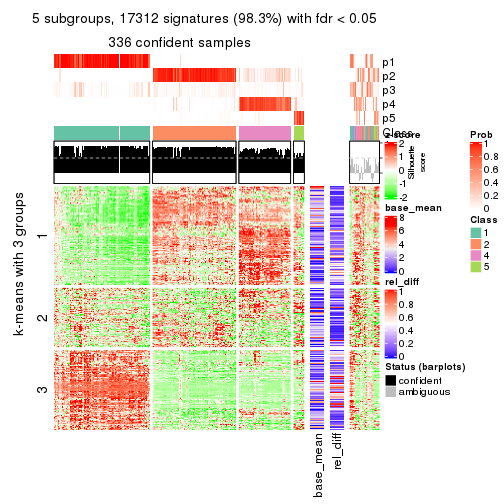 5 subgroups, 17312 signatures (98.3%) with fdr < 0.05
336 confident samples
p1
p2
p3
p4
p5
Class
z-score
2
1
0
-1
-2
Silhouette
score
Prob
1
0.8
0.6
0.4
0.2
0
base_mean
8
6
4
2
0
Class
1
2
4
5
rel_diff
1
0.8
0.6
0.4
0.2
0
Status (barplots)
confident
ambiguous
k-means with 3 groups
1
2
3
base_mean
rel_diff